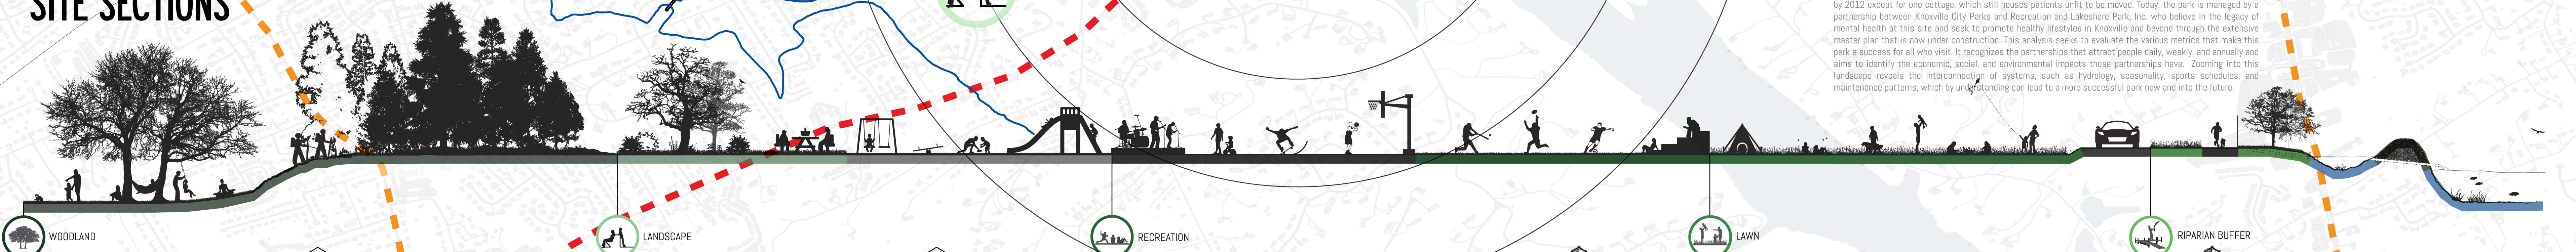 SITE SECTIONS
by 2012 except for one cottage, which still houses patients unfit to be moved. Today, the park is managed by a
partnership between Knoxville City Parks and Recreation and Lakeshore Park, Inc. who believe in the legacy of
mental health at this site and seek to promote healthy lifestyles in Knoxville and beyond through the extensive
master plan that is now under construction. This analysis seeks to evaluate the various metrics that make this
park a success for all who visit. It recognizes the partnerships that attract people daily, weekly, and annually and
aims to identify the economic, social, and environmental impacts those partnerships have. Zooming into this
landscape reveals the interconnection of systems, such as hydrology, seasonality, sports schedules, and
maintenance patterns, which by understanding can lead to a more successful park now and into the future.
WOODLAND
LANDSCAPE
RECREATION
LAWN
RIPARIAN BUFFER